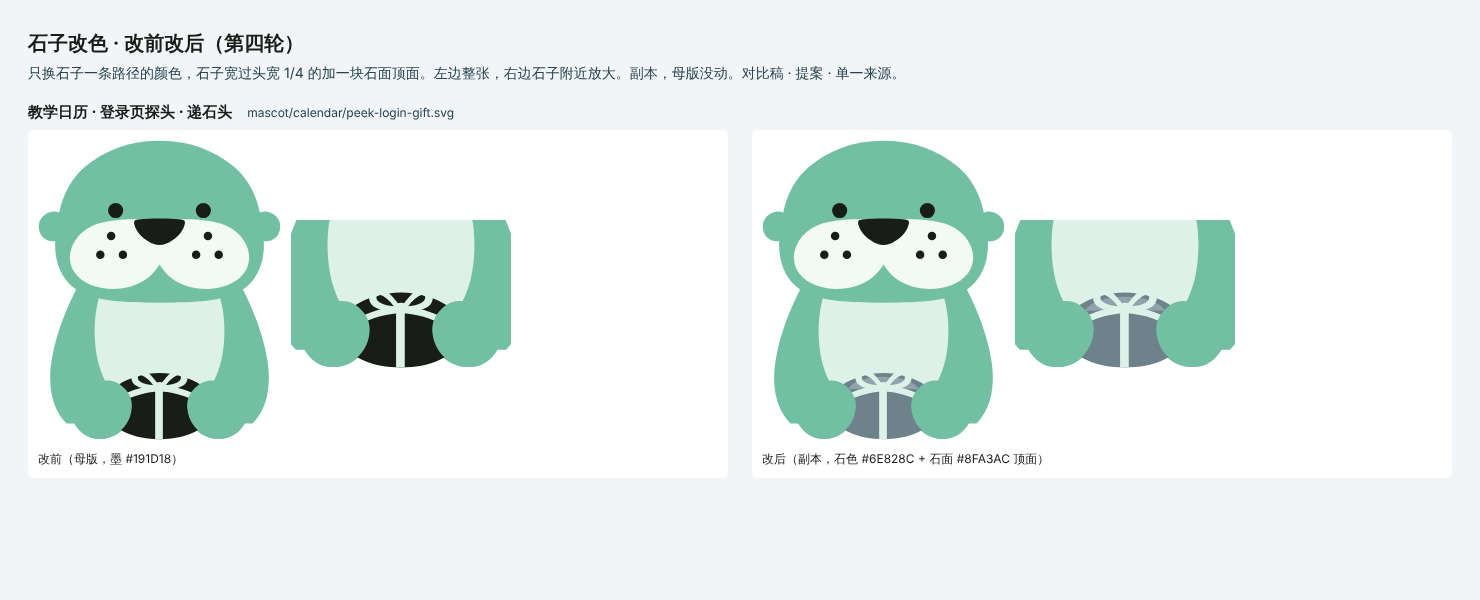 石子改色 · 改前改后（第四轮）
只换石子一条路径的颜色，石子宽过头宽 1/4 的加一块石面顶面。左边整张，右边石子附近放大。副本，母版没动。对比稿 · 提案 · 单一来源。
教学日历 · 登录页探头 · 递石头 mascot/calendar/peek-login-gift.svg
改前（母版，墨 #191D18）
改后（副本，石色 #6E828C + 石面 #8FA3AC 顶面）